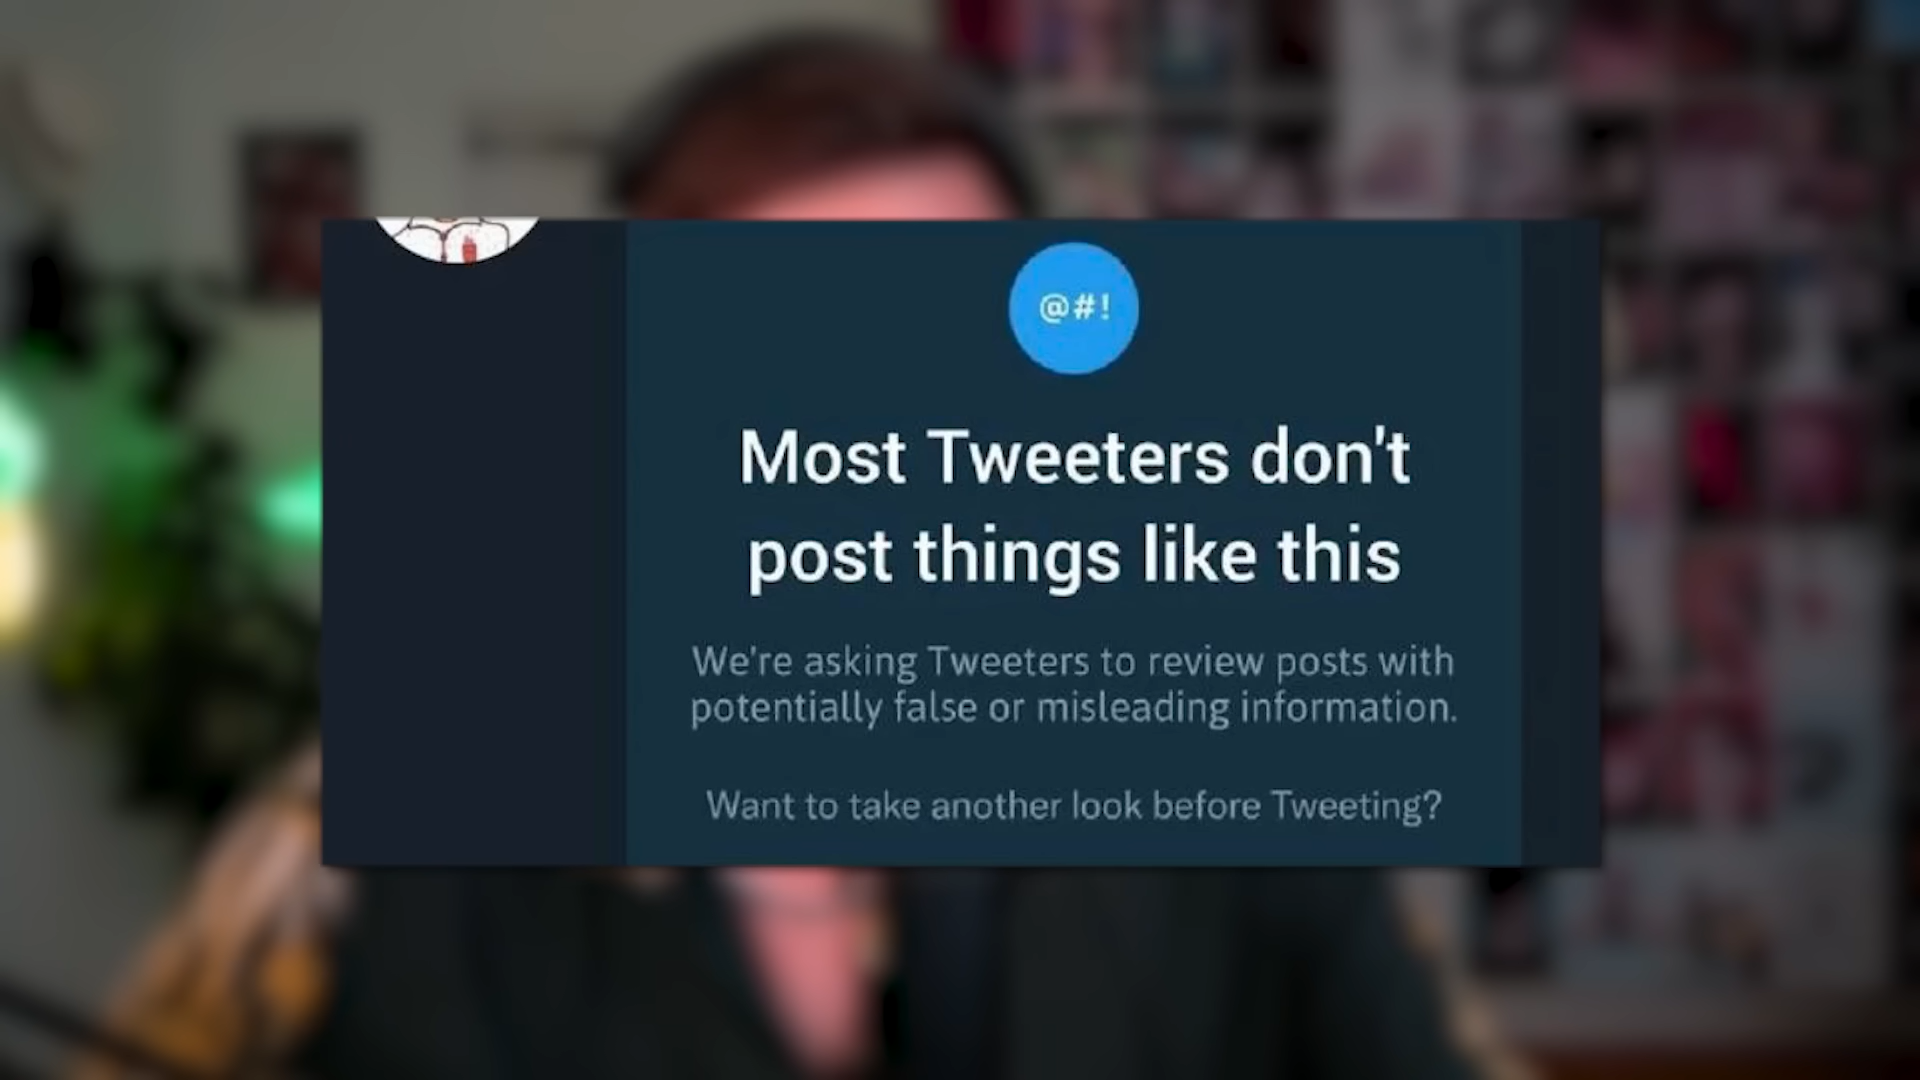 @#!
Most Tweeters don't
post things like this
We're asking Tweeters to review posts with
potentially false or misleading information.
Want to take another look before Tweeting?